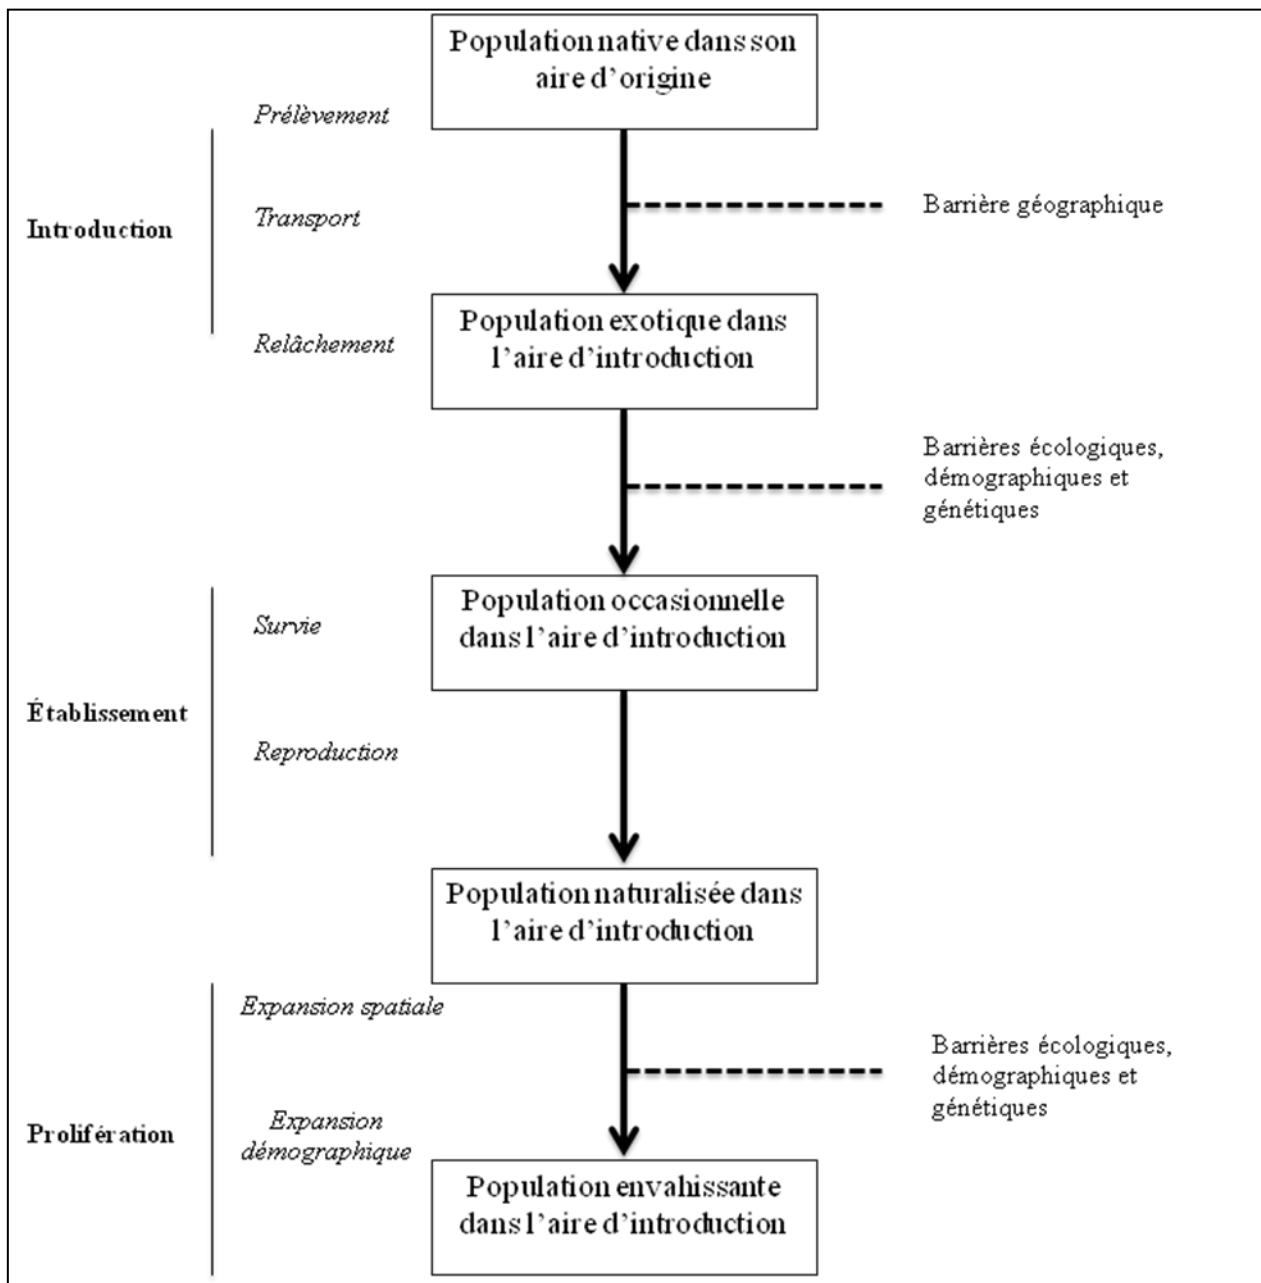 Population native dans son
aire d'origine
Prélèvement
Introduction
Transport
Barrière géographique
Relâchement
Population exotique dans
l'aire d'introduction
Barrières écologiques,
démographiques et
génétiques
Population occasionnelle
dans l'aire d'introduction
Survie
Établissement
Reproduction
Population naturalisée dans
l'aire d'introduction
Expansion spatiale
Barrières écologiques,
démographiques et
génétiques
Prolifération
Expansion
démographique
Population envahissante
dans l'aire d'introduction